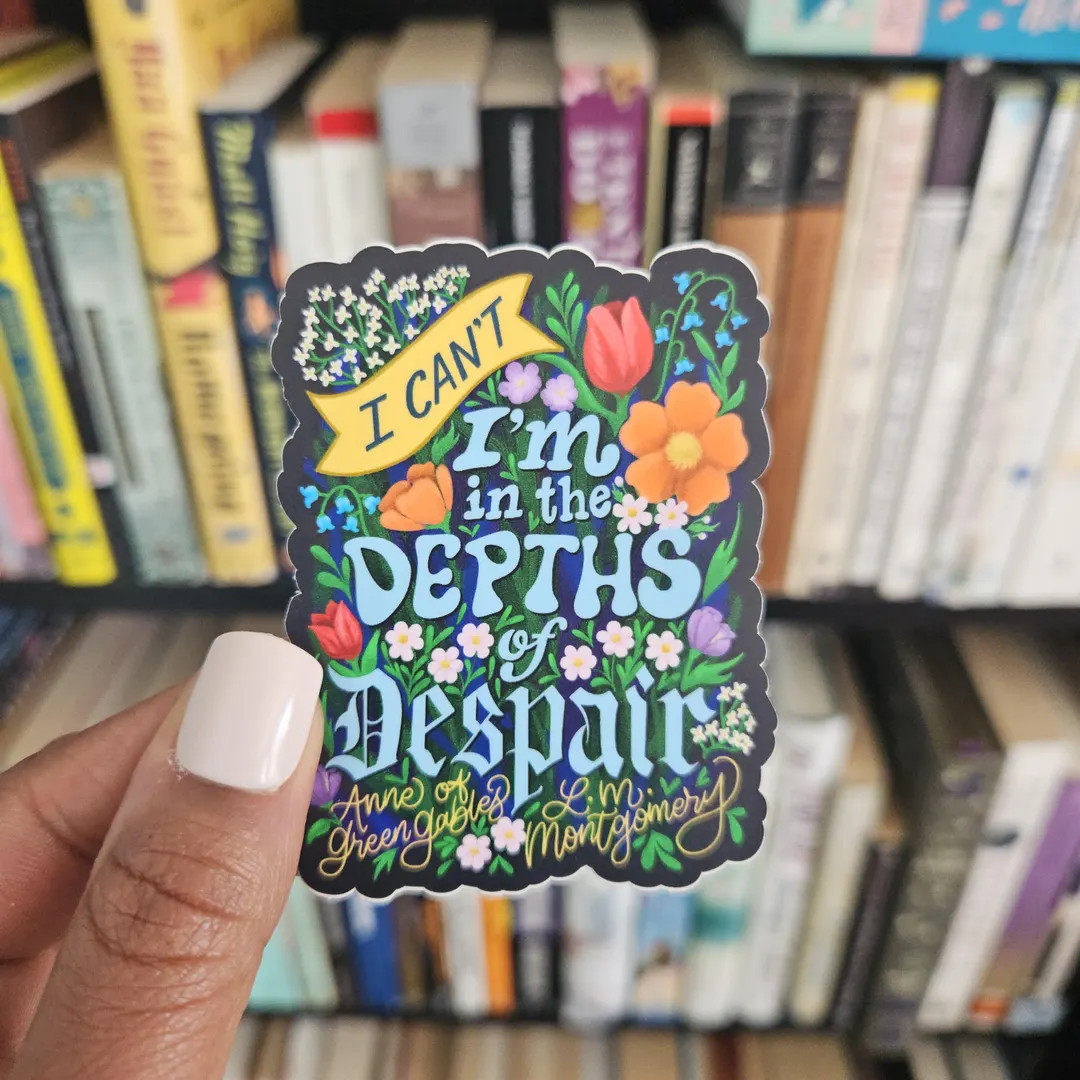 I CAN'T
I'm
in the
DEPTHS
of
Despair
Anne of L.M.
green gables Montgomery